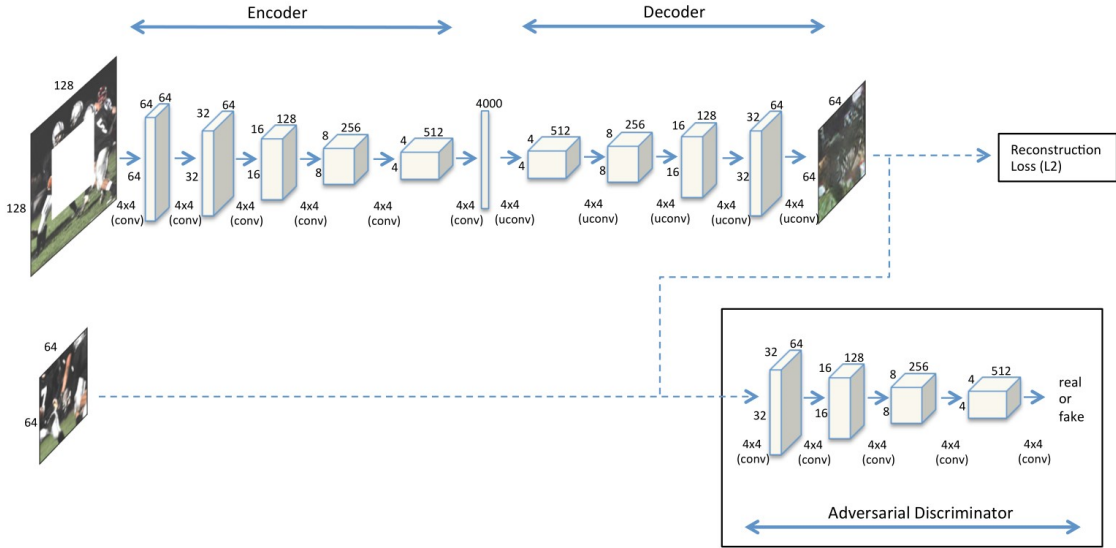 Encoder
Decoder
128
128
64 64
64
4x4
(conv)
32 64
32
4x4
(conv)
16 128
16
4x4
(conv)
8 256
8
4x4
(conv)
4 512
4
4x4
(conv)
4000
4x4
(conv)
4 512
4
4x4
(uconv)
8 256
8
4x4
(uconv)
16 128
16
4x4
(uconv)
32 64
32
4x4
(uconv)
64
64
4x4
(uconv)
Reconstruction
Loss (L2)
64
64
32 64
32
4x4
(conv)
16 128
16
4x4
(conv)
8 256
8
4x4
(conv)
4 512
4
4x4
(conv)
4x4
(conv)
real
or
fake
Adversarial Discriminator